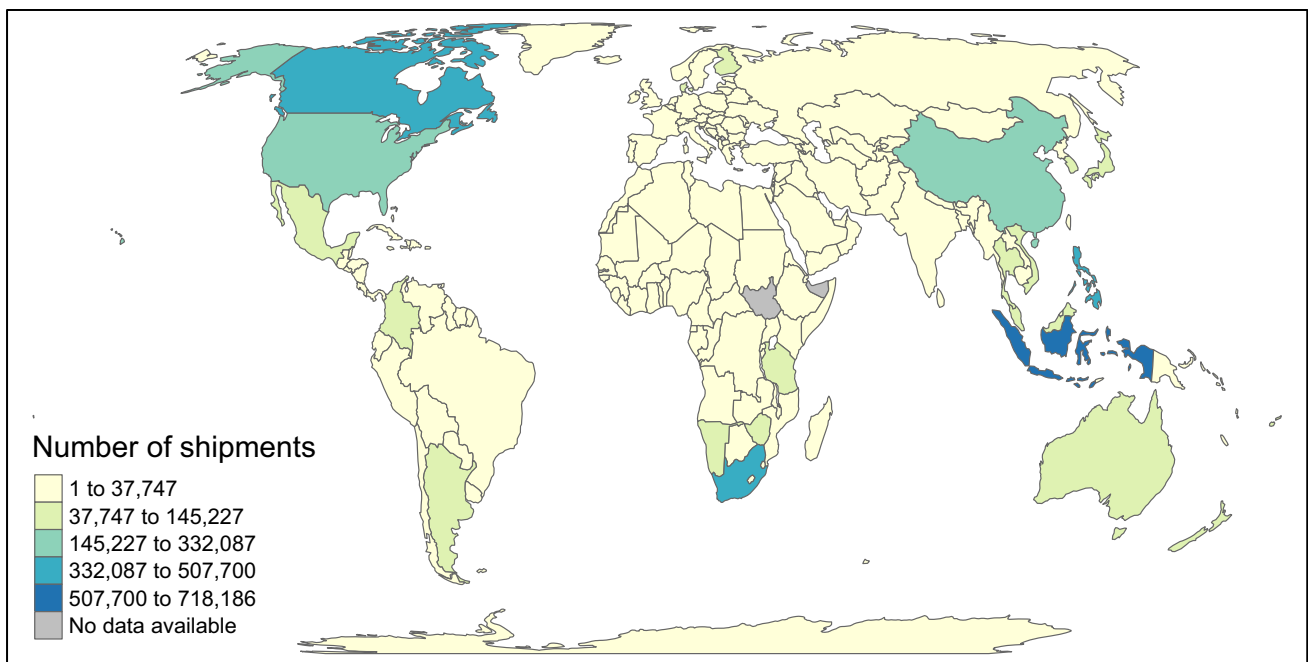 Number of shipments
1 to 37,747
37,747 to 145,227
145,227 to 332,087
332,087 to 507,700
507,700 to 718,186
No data available